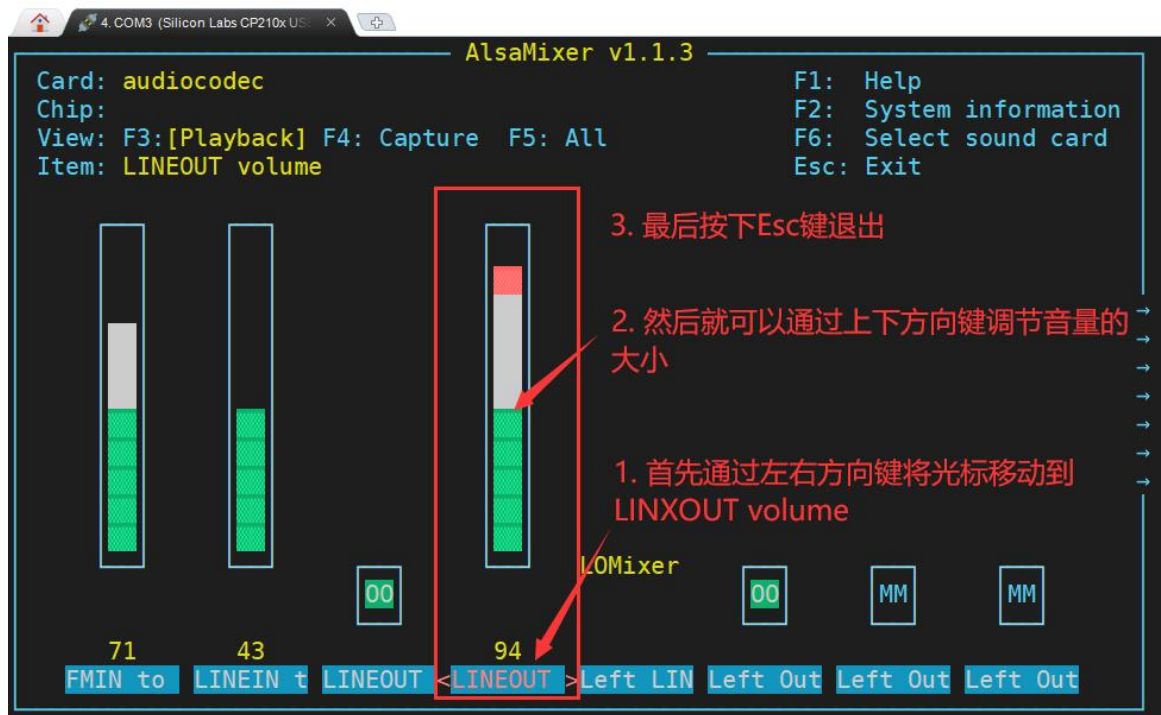 4. COM3 (Silicon Labs CP210x US
AlsaMixer v1.1.3
Card: audiocodec
F1: Help
Chip:
F2: System information
View: F3:[Playback] F4: Capture F5: All
F6: Select sound card
Item: LINEOUT volume
Esc: Exit
3. 最后按下Esc键退出
2. 然后就可以通过上下方向键调节音量的
大小
1. 首先通过左右方向键将光标移动到
LINXOUT volume
LOMixer
00 00 MM MM
71 43 94
FMIN to LINEIN t LINEOUT <LINEOUT >Left LIN Left Out Left Out Left Out